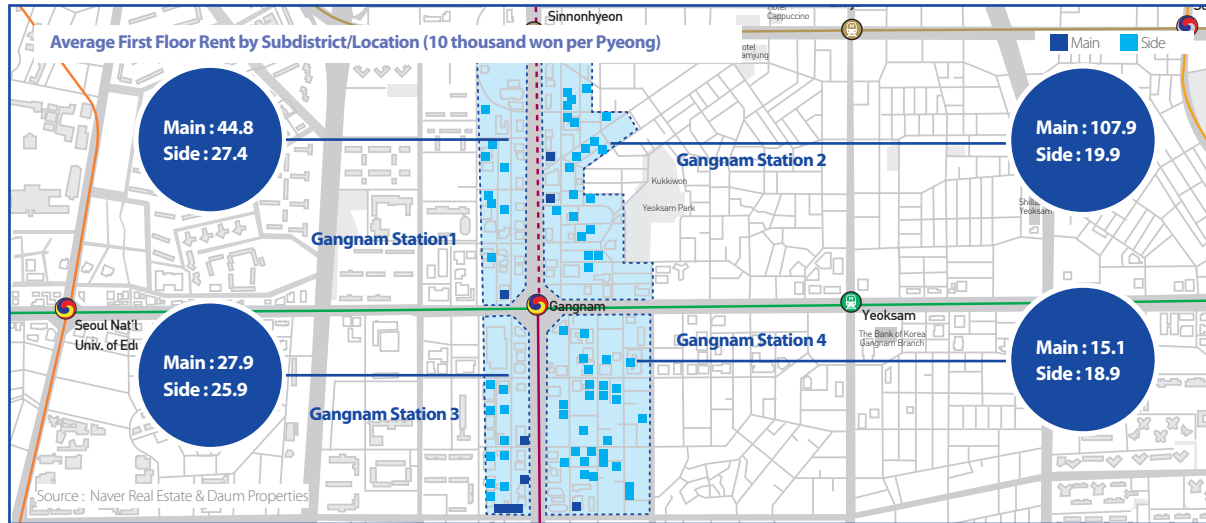 Hotel
Cappuccino
Sinnonhyeon
Average First Floor Rent by Subdistrict/Location (10 thousand won per Pyeong)
Main
Side
Main : 44.8
Side : 27.4
Main : 107.9
Side : 19.9
Gangnam Station 2
Kukkiwon
Yeoksam Park
Yeoksam
Gangnam Station1
Gangnam
Seoul Nat'l
Univ. of Edu
Yeoksam
The Bank of Korea
Gangnam Branch
Gangnam Station 4
Main : 27.9
Side : 25.9
Main : 15.1
Side : 18.9
Gangnam Station 3
Source : Naver Real Estate & Daum Properties